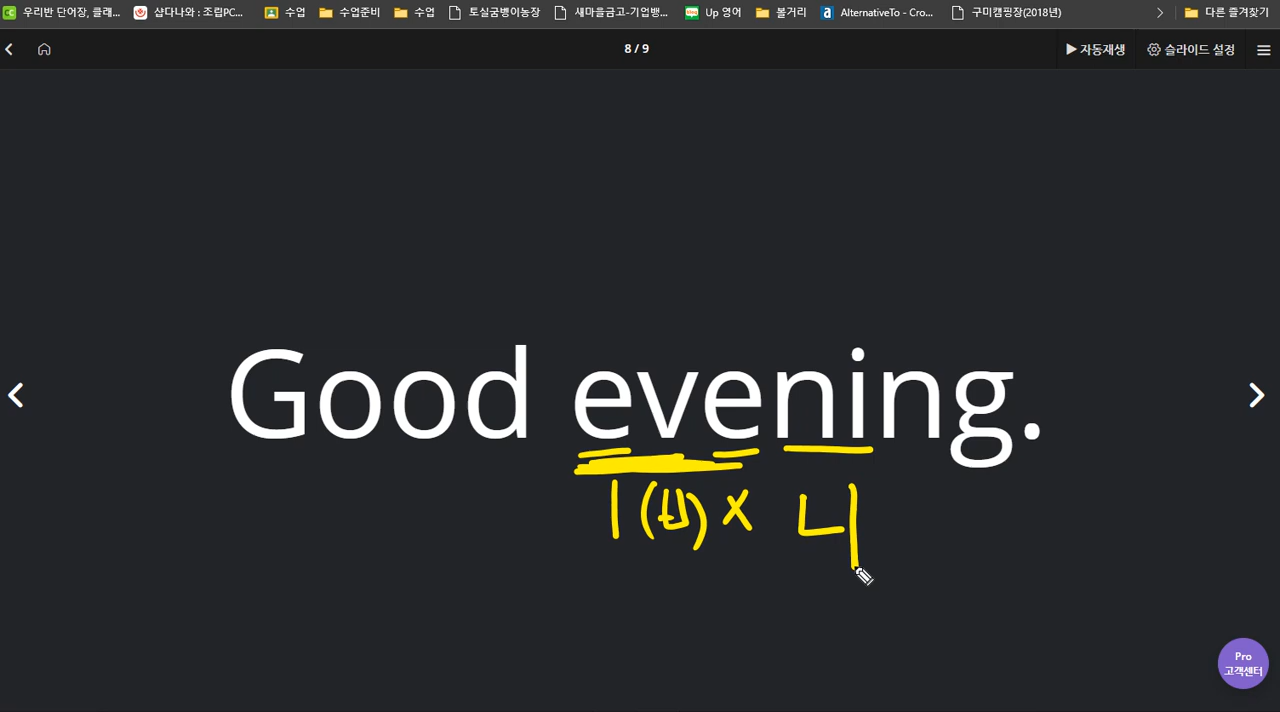 우리반 단어장, 클래... 샵다나와 : 조립PC... 수업 수업준비 수업 토실굼벵이농장 새마을금고-기업뱅... Up 영어 볼거리 AlternativeTo - Cro... 구미캠핑장(2018년) 다른 즐겨찾기
8 / 9 자동재생 슬라이드 설정
Good evening.
ㅣ(ㅂ) x 니
Pro
고객센터